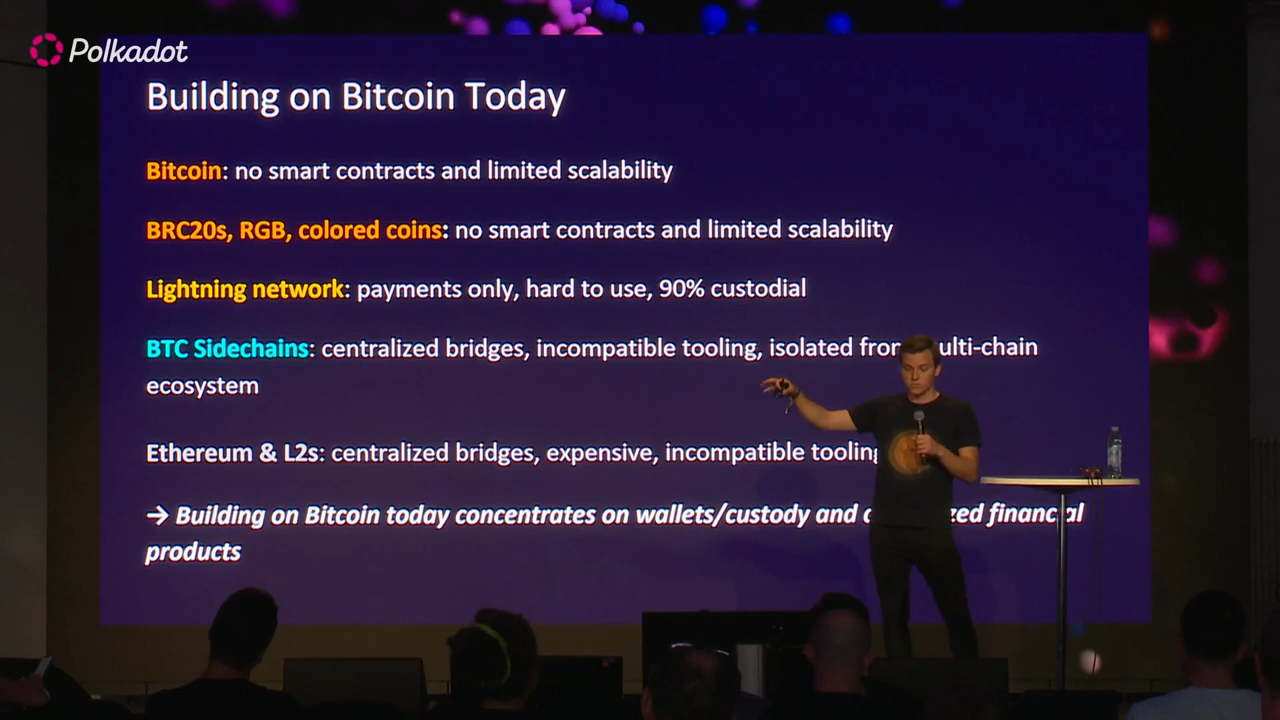 Polkadot
Building on Bitcoin Today
Bitcoin: no smart contracts and limited scalability
BRC20s, RGB, colored coins: no smart contracts and limited scalability
Lightning network: payments only, hard to use, 90% custodial
BTC Sidechains: centralized bridges, incompatible tooling, isolated
ecosystem
Ethereum & L2s: centralized bridges, expensive, incompatible
→ Building on Bitcoin today concentrates on wallets/custody and
products